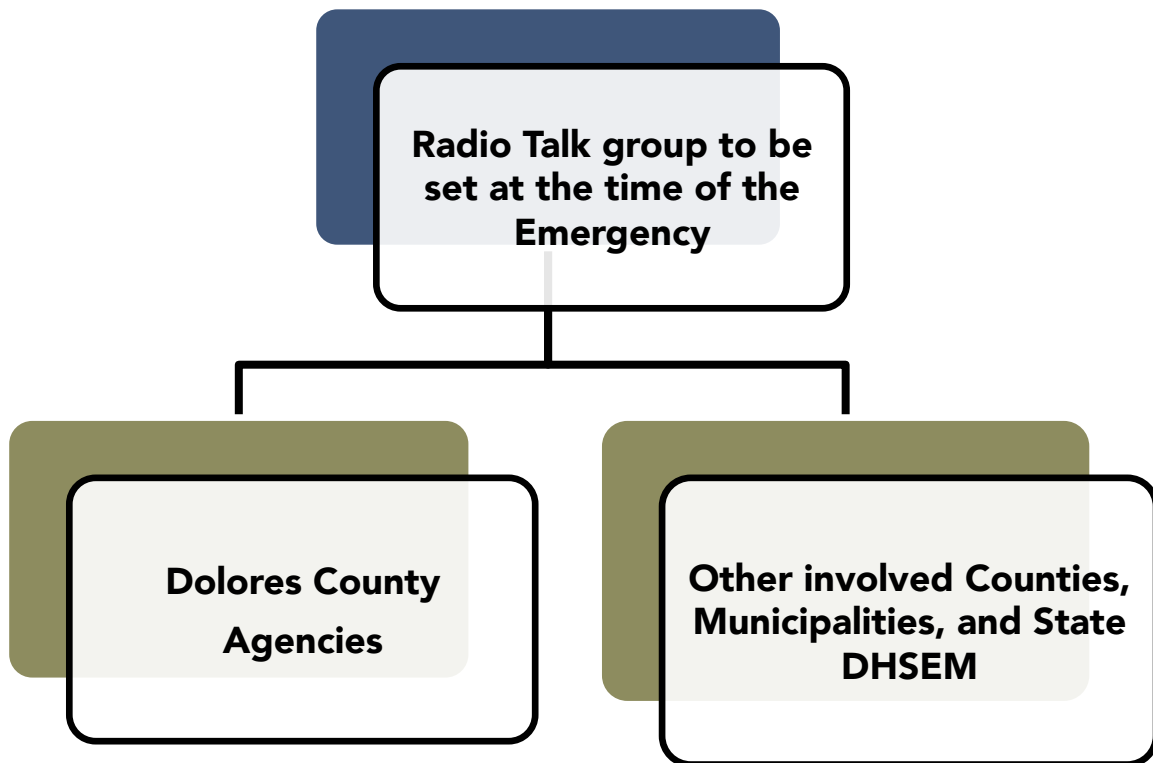 Radio Talk group to be
set at the time of the
Emergency
Dolores County
Agencies
Other involved Counties,
Municipalities, and State
DHSEM